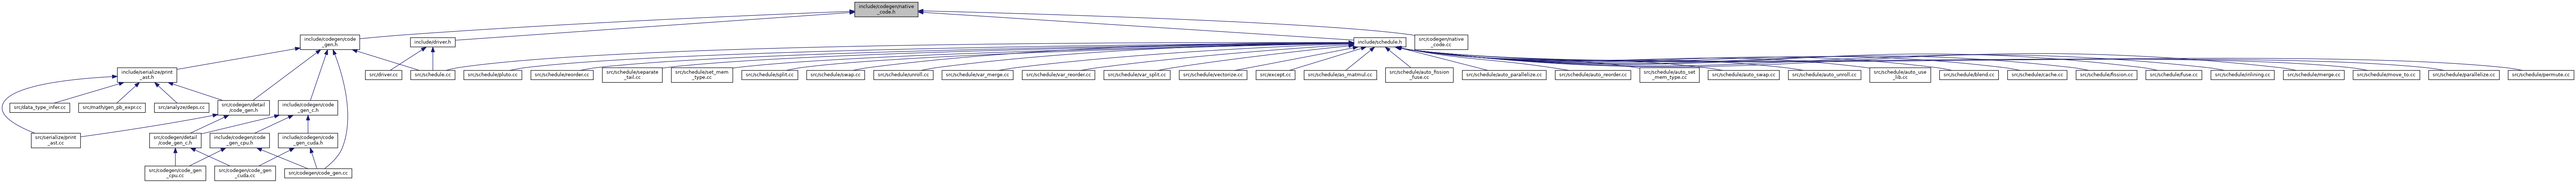 include/codegen/native
_code.h
include/codegen/code
_gen.h
include/driver.h
include/schedule.h
src/codegen/native
_code.cc
include/serialize/print
_ast.h
src/driver.cc
src/schedule.cc
src/schedule/pluto.cc
src/schedule/reorder.cc
src/schedule/separate
_tail.cc
src/schedule/set_mem
_type.cc
src/schedule/split.cc
src/schedule/swap.cc
src/schedule/unroll.cc
src/schedule/var_merge.cc
src/schedule/var_reorder.cc
src/schedule/var_split.cc
src/schedule/vectorize.cc
src/except.cc
src/schedule/as_matmul.cc
src/schedule/auto_fission
_fuse.cc
src/schedule/auto_parallelize.cc
src/schedule/auto_reorder.cc
src/schedule/auto_set
_mem_type.cc
src/schedule/auto_swap.cc
src/schedule/auto_unroll.cc
src/schedule/auto_use
_lib.cc
src/schedule/blend.cc
src/schedule/cache.cc
src/schedule/fission.cc
src/schedule/fuse.cc
src/schedule/inlining.cc
src/schedule/merge.cc
src/schedule/move_to.cc
src/schedule/parallelize.cc
src/schedule/permute.cc
src/data_type_infer.cc
src/math/gen_pb_expr.cc
src/analyze/deps.cc
src/codegen/detail
/code_gen.h
include/codegen/code
_gen_c.h
src/serialize/print
_ast.cc
src/codegen/detail
/code_gen_c.h
include/codegen/code
_gen_cpu.h
include/codegen/code
_gen_cuda.h
src/codegen/code_gen
_cpu.cc
src/codegen/code_gen
_cuda.cc
src/codegen/code_gen.cc